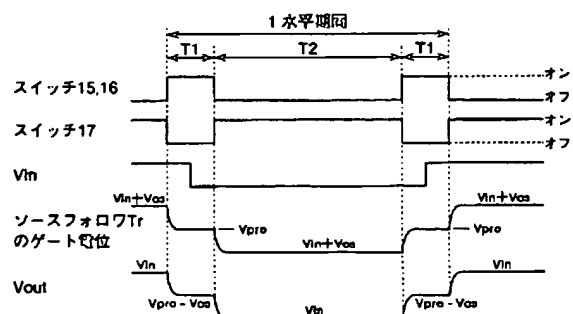 1 水平期間
T1 T2 T1
スイッチ15,16
オン
オフ
スイッチ17
オン
オフ
Vin
Vin+Vos
Vin+Vos
ソースフォロワTr
のゲート電位
Vpre
Vin+Vos
Vpre
Vin
Vin
Vout
Vpre-Vos
Vin
Vpre-Vos